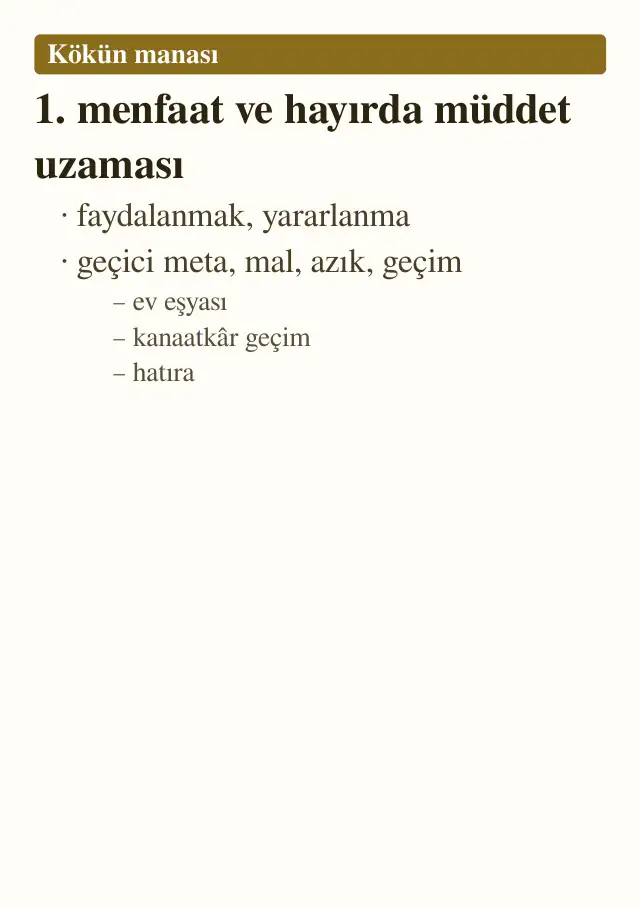 Kökün manası
1. menfaat ve hayırda müddet
uzaması
· faydalanmak, yararlanma
· geçici meta, mal, azık, geçim
– ev eşyası
– kanaatkâr geçim
– hatıra